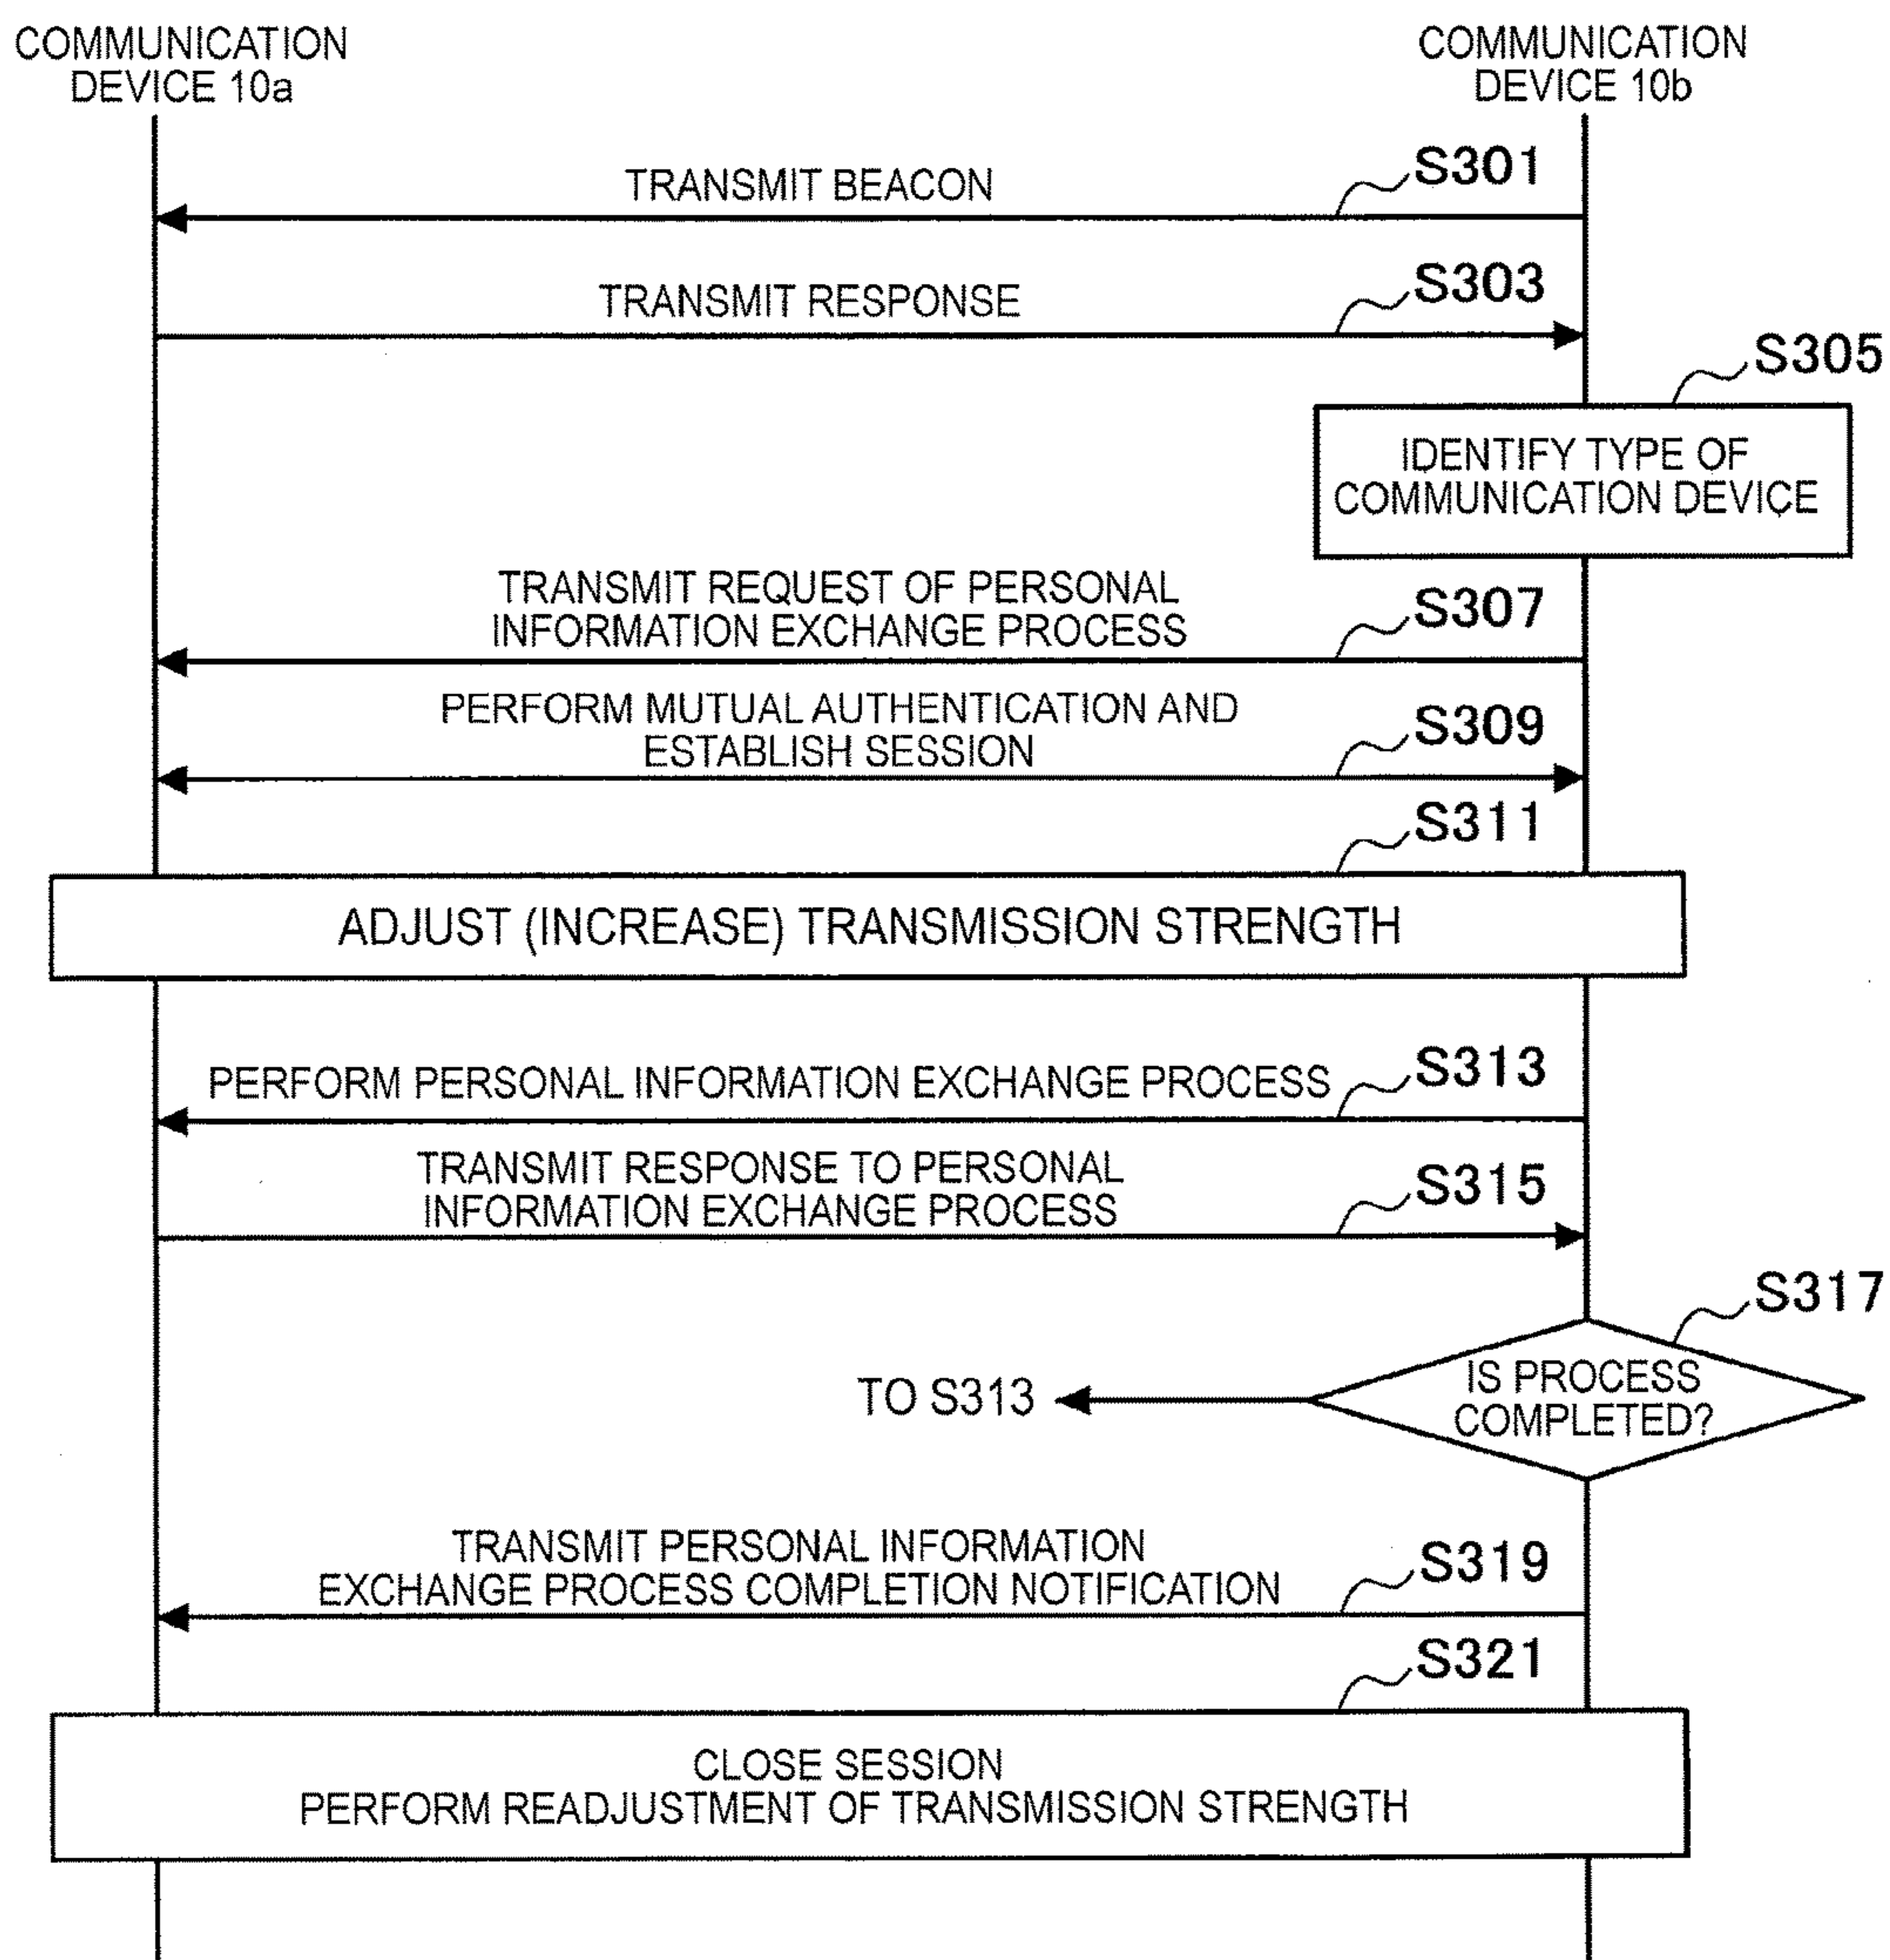 COMMUNICATION
DEVICE 10a
COMMUNICATION
DEVICE 10b
S301
TRANSMIT BEACON
S303
TRANSMIT RESPONSE
S305
IDENTIFY TYPE OF
COMMUNICATION DEVICE
TRANSMIT REQUEST OF PERSONAL
INFORMATION EXCHANGE PROCESS
S307
PERFORM MUTUAL AUTHENTICATION AND
ESTABLISH SESSION
S309
S311
ADJUST (INCREASE) TRANSMISSION STRENGTH
PERFORM PERSONAL INFORMATION EXCHANGE PROCESS
S313
TRANSMIT RESPONSE TO PERSONAL
INFORMATION EXCHANGE PROCESS
S315
S317
IS PROCESS
COMPLETED?
TO S313
TRANSMIT PERSONAL INFORMATION
EXCHANGE PROCESS COMPLETION NOTIFICATION
S319
S321
CLOSE SESSION
PERFORM READJUSTMENT OF TRANSMISSION STRENGTH